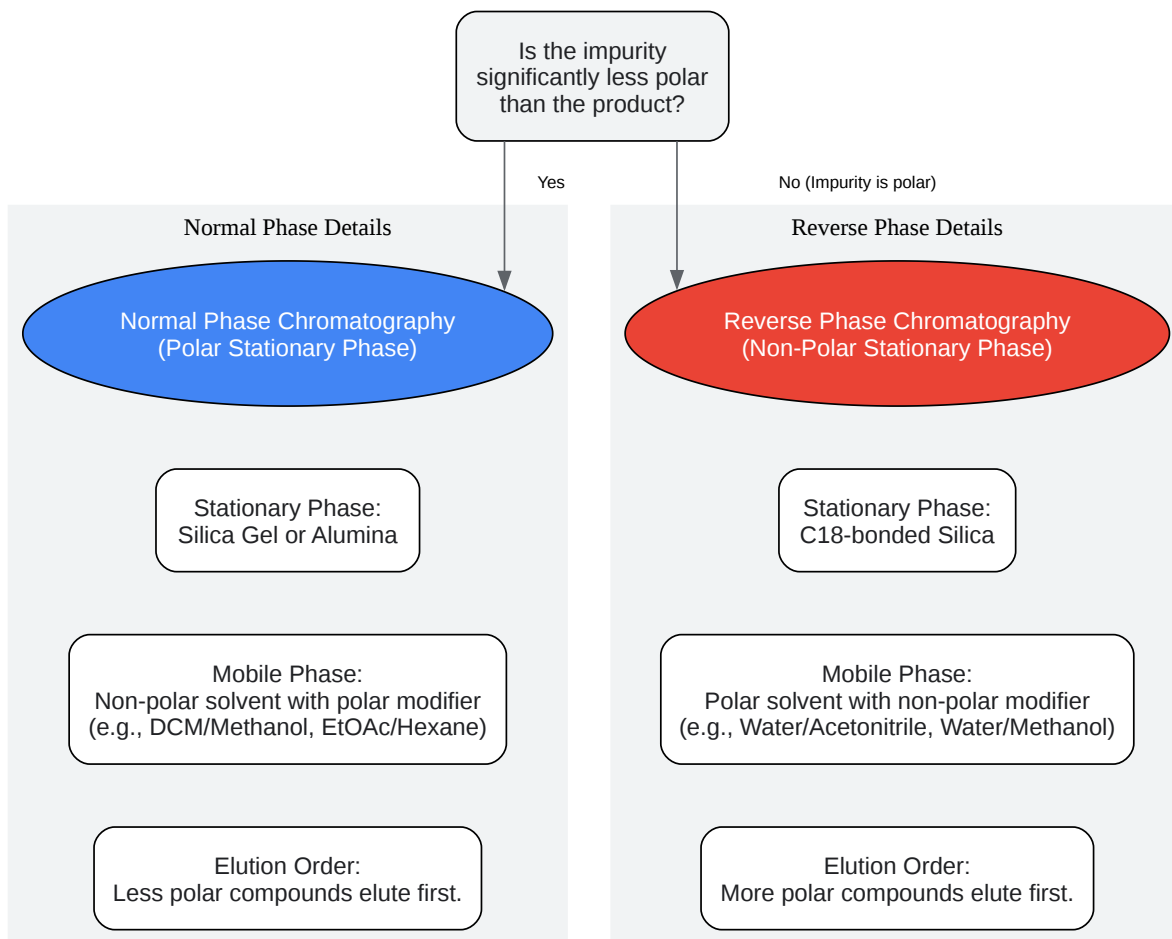 Is the impurity
significantly less polar
than the product?
Yes
No (Impurity is polar)
Normal Phase Details
Normal Phase Chromatography
(Polar Stationary Phase)
Stationary Phase:
Silica Gel or Alumina
Mobile Phase:
Non-polar solvent with polar modifier
(e.g., DCM/Methanol, EtOAc/Hexane)
Elution Order:
Less polar compounds elute first.
Reverse Phase Details
Reverse Phase Chromatography
(Non-Polar Stationary Phase)
Stationary Phase:
C18-bonded Silica
Mobile Phase:
Polar solvent with non-polar modifier
(e.g., Water/Acetonitrile, Water/Methanol)
Elution Order:
More polar compounds elute first.